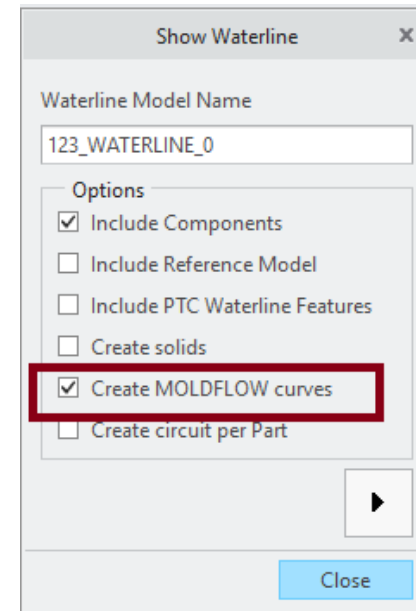 Show Waterline x
Waterline Model Name
123_WATERLINE_0
Options
Include Components
Include Reference Model
Include PTC Waterline Features
Create solids
Create MOLDFLOW curves
Create circuit per Part
Close